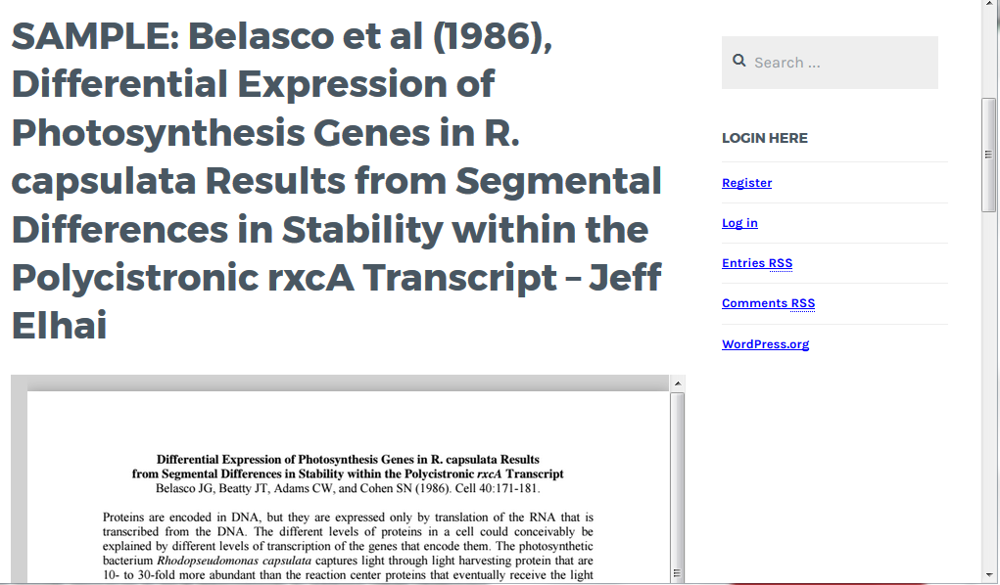 SAMPLE: Belasco et al (1986),
Differential Expression of
Photosynthesis Genes in R.
capsulata Results from Segmental
Differences in Stability within the
Polycistronic rxcA Transcript – Jeff
Elhai
Differential Expression of Photosynthesis Genes in R. capsulata Results
from Segmental Differences in Stability within the Polycistronic rxcA Transcript
Belasco JG, Beatty JT, Adams CW, and Cohen SN (1986). Cell 40:171-181.
Proteins are encoded in DNA, but they are expressed only by translation of the RNA that is
transcribed from the DNA. The different levels of proteins in a cell could conceivably be
explained by different levels of transcription of the genes that encode them. The photosynthetic
bacterium Rhodopseudomonas capsulata captures light through light harvesting protein that are
10- to 30-fold more abundant than the reaction center proteins that eventually receive the light
Search ...
LOGIN HERE
Register
Log in
Entries RSS
Comments RSS
WordPress.org